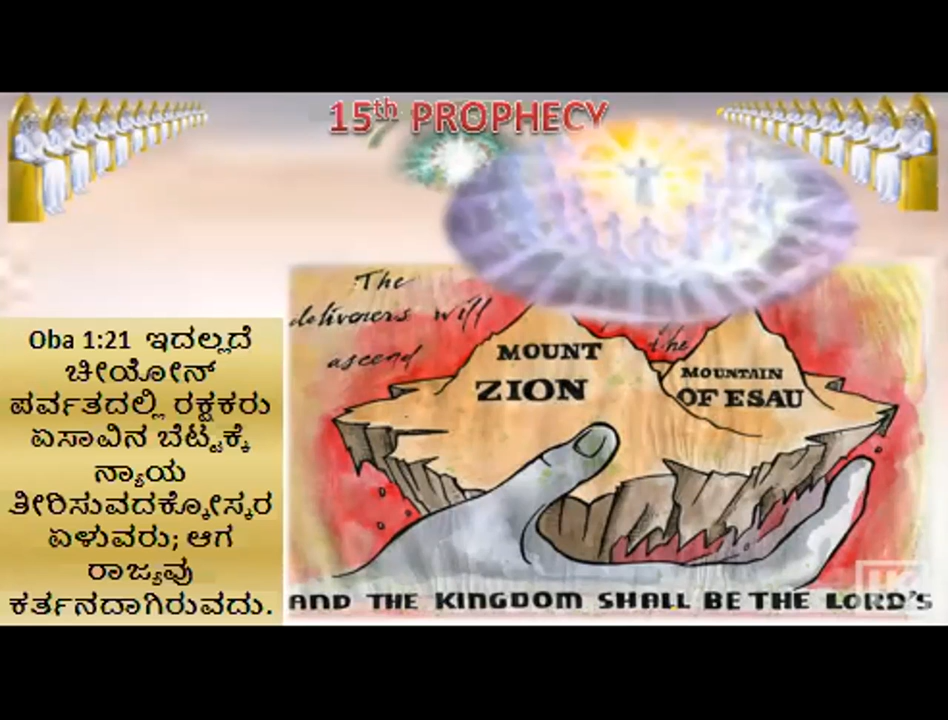 15th PROPHECY
The
deliverers will
ascend
the
MOUNT
ZION
MOUNTAIN
OF ESAU
Oba 1:21 ಇದಲ್ಲದೆ
ಚೀಯೋನ್
ಪರ್ವತದಲ್ಲಿ ರಕ್ಷಕರು
ಏಸಾವಿನ ಬೆಟ್ಟಕ್ಕೆ
ನ್ಯಾಯ
ತೀರಿಸುವದಕ್ಕೋಸ್ಕರ
ಏಳುವರು; ಆಗ
ರಾಜ್ಯವು
ಕರ್ತನದಾಗಿರುವದು.
AND THE KINGDOM SHALL BE THE LORD'S